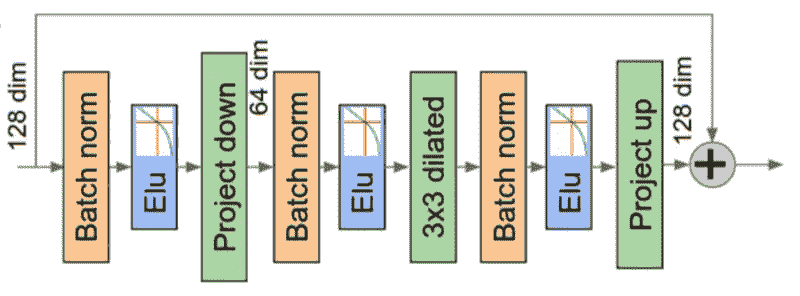 128 dim
Batch norm
Elu
Project down
64 dim
Batch norm
Elu
3x3 dilated
Batch norm
Elu
Project up
128 dim
+